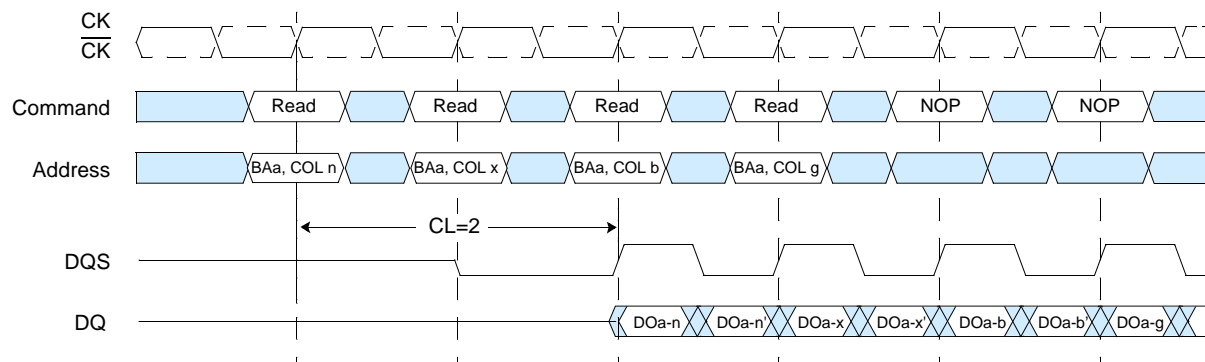 CK
CK
Command Read Read Read Read NOP NOP
Address BAa, COL n BAa, COL x BAa, COL b BAa, COL g
CL=2
DQS
DQ DOa-n DOa-n' DOa-x DOa-x' DOa-b DOa-b' DOa-g